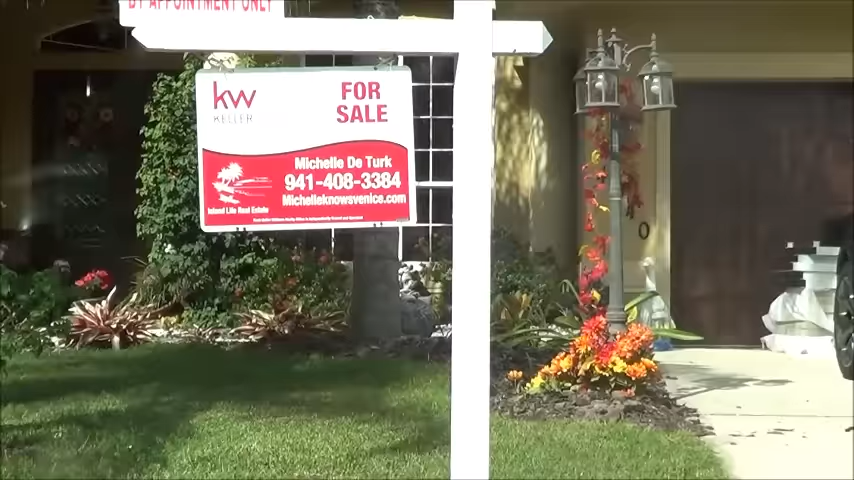 BY APPOINTMENT ONLY
kw
KELLER
FOR
SALE
Michelle De Turk
941-408-3384
Michelleknowsvenice.com
Island Life Real Estate